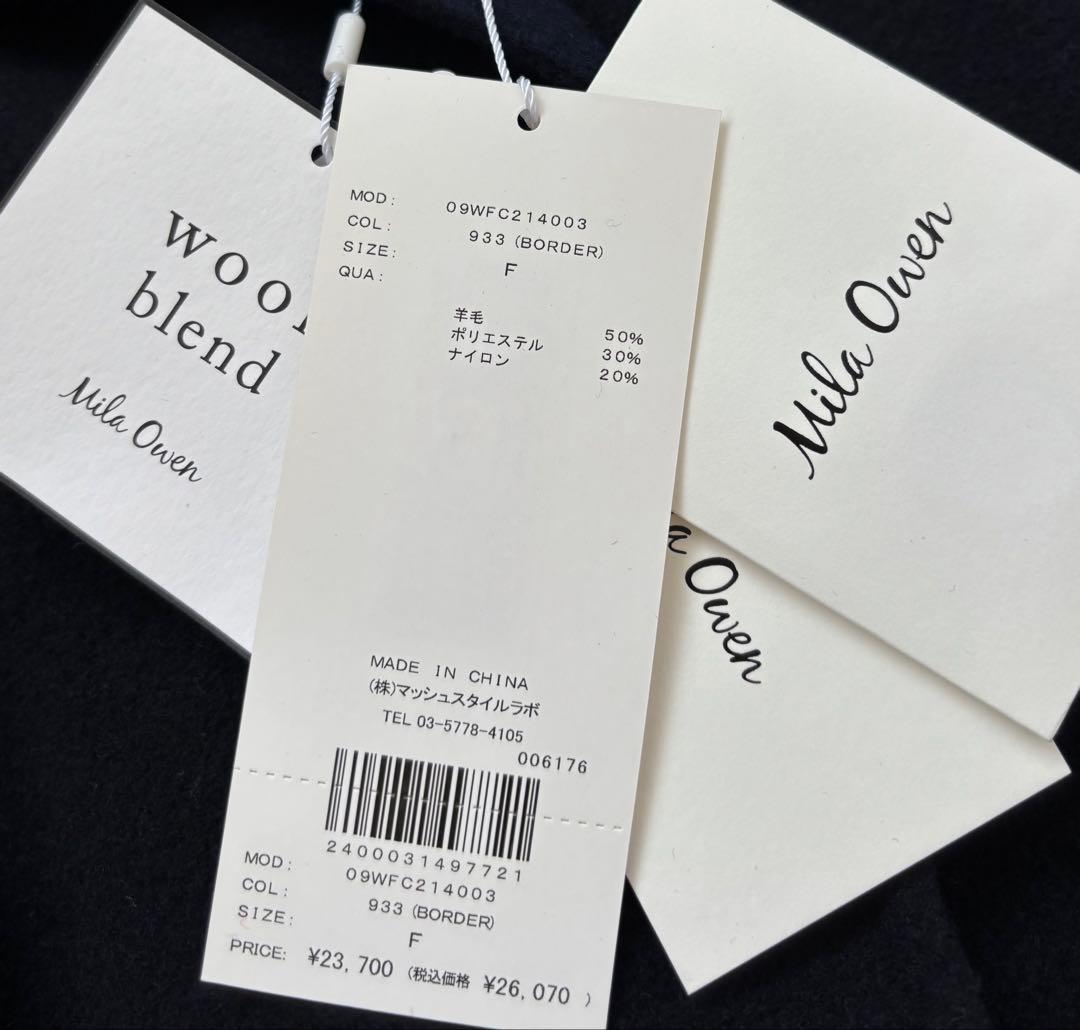 wool
blend
Mila Owen
MOD: 09WFC214003
COL: 933 (BORDER)
SIZE: F
QUA:
羊毛 50%
ポリエステル 30%
ナイロン 20%
MADE IN CHINA
(株)マッシュスタイルラボ
TEL 03-5778-4105
006176
2400031497721
MOD: 09WFC214003
COL: 933 (BORDER)
SIZE: F
PRICE: ¥23,700 (税込価格 ¥26,070 )
Mila Owen
a Owen